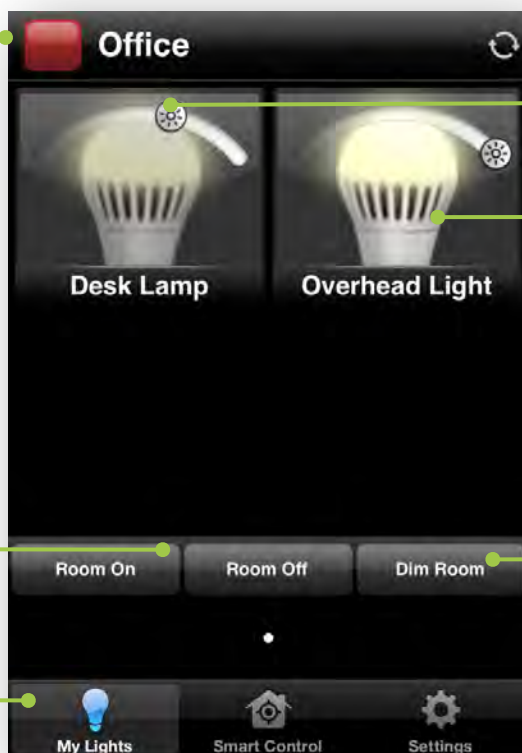 Office
Desk Lamp
Overhead Light
Room On
Room Off
Dim Room
My Lights
Smart Control
Settings